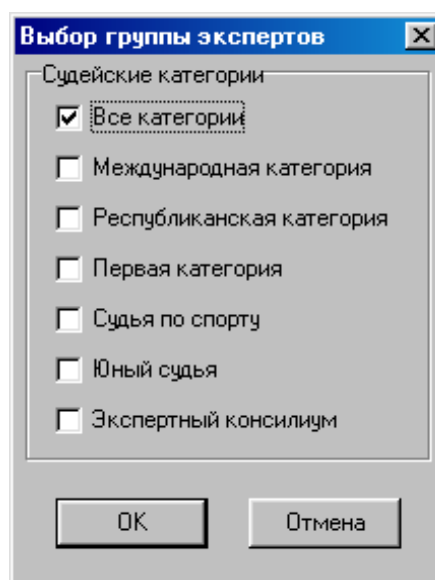 Выбор группы экспертов
Судейские категории
Все категории
Международная категория
Республиканская категория
Первая категория
Судья по спорту
Юный судья
Экспертный консилиум
OK
Отмена